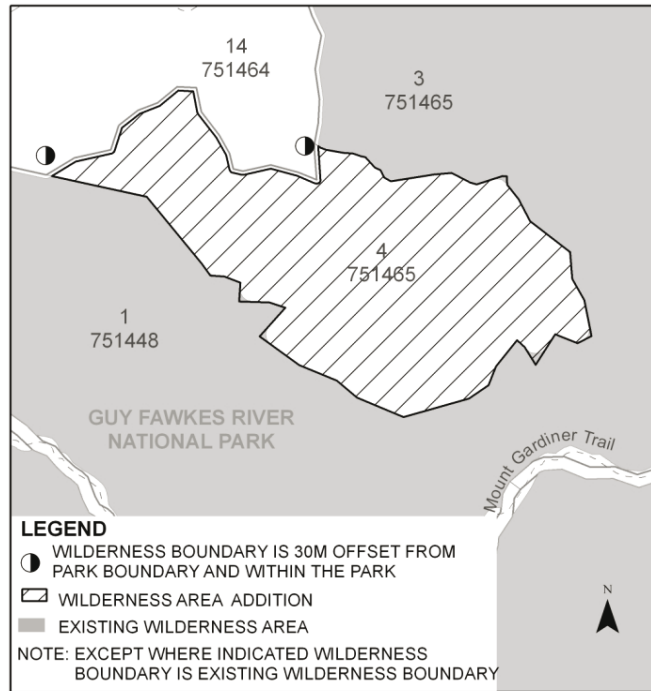 14
751464
3
751465
4
751465
1
751448
GUY FAWKES RIVER
NATIONAL PARK
Mount Gardiner Trail
LEGEND
WILDERNESS BOUNDARY IS 30M OFFSET FROM
PARK BOUNDARY AND WITHIN THE PARK
WILDERNESS AREA ADDITION
EXISTING WILDERNESS AREA
NOTE: EXCEPT WHERE INDICATED WILDERNESS
BOUNDARY IS EXISTING WILDERNESS BOUNDARY
N